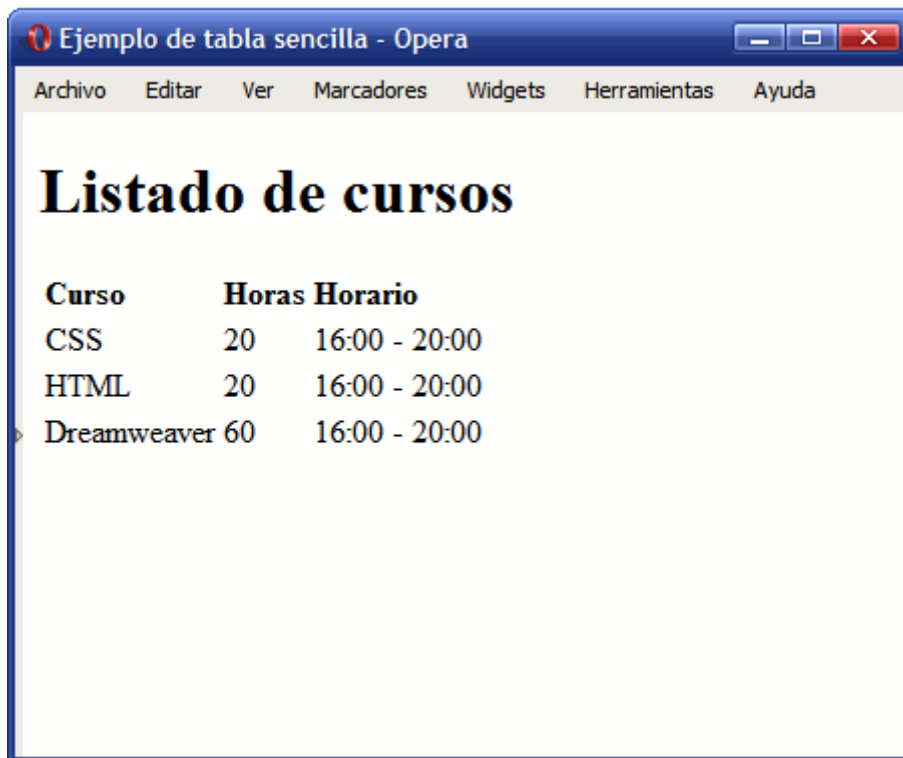 Ejemplo de tabla sencilla - Opera
Archivo Editar Ver Marcadores Widgets Herramientas Ayuda
Listado de cursos
Curso Horas Horario
CSS 20 16:00 - 20:00
HTML 20 16:00 - 20:00
Dreamweaver 60 16:00 - 20:00